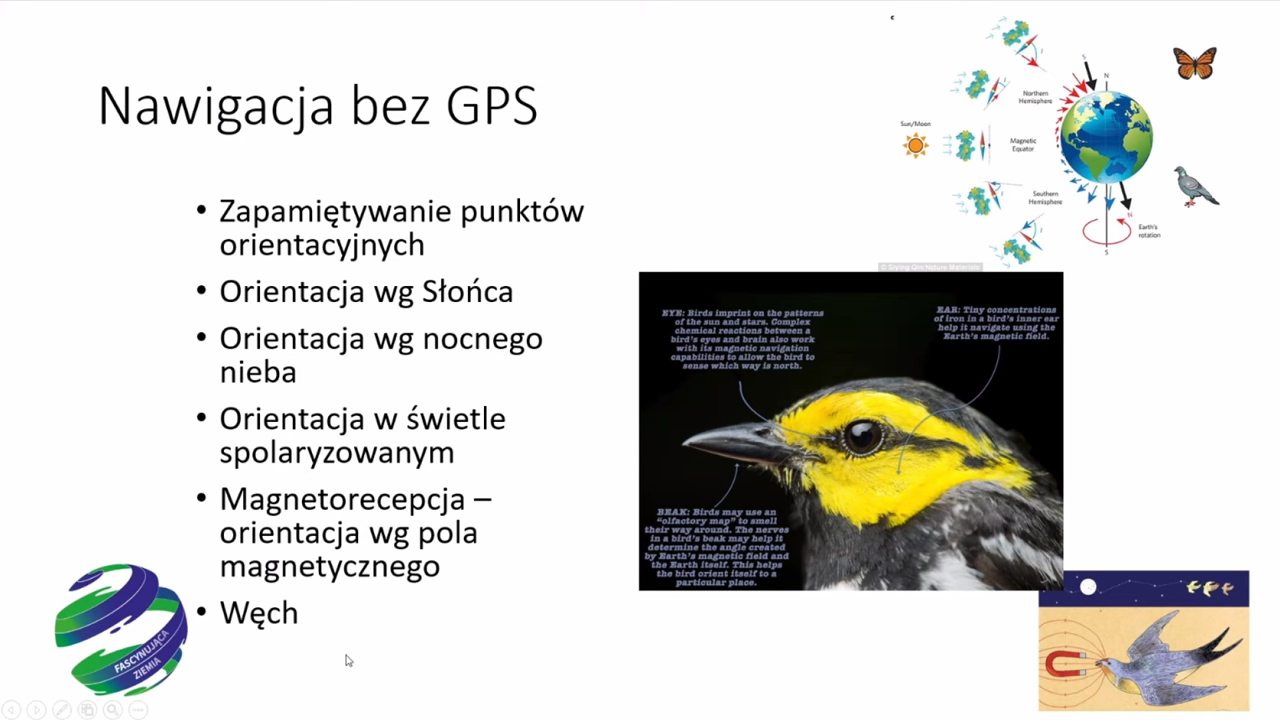 Nawigacja bez GPS
• Zapamiętywanie punktów
orientacyjnych
• Orientacja wg Słońca
• Orientacja wg nocnego
nieba
• Orientacja w świetle
spolaryzowanym
• Magnetorecepcja –
orientacja wg pola
magnetycznego
• Węch
FASCYNUJĄCA
ZIEMIA
S
N
Northern
Hemisphere
Sun/Moon
Magnetic
Equator
Southern
Hemisphere
N
Earth's
rotation
S
EYE: Birds imprint on the patterns
of the sun and stars. Complex
chemical reactions between a
bird's eyes and brain also work
with its magnetic navigation
capabilities to allow the bird to
sense which way is north.
EAR: Tiny concentrations
of iron in a bird's inner ear
help it navigate using the
Earth's magnetic field.
BEAK: Birds may use an
"olfactory map" to smell
their way around. The nerves
in a bird's beak may help it
determine the angle created
by Earth's magnetic field and
the Earth itself. This helps
the bird orient itself to a
particular place.